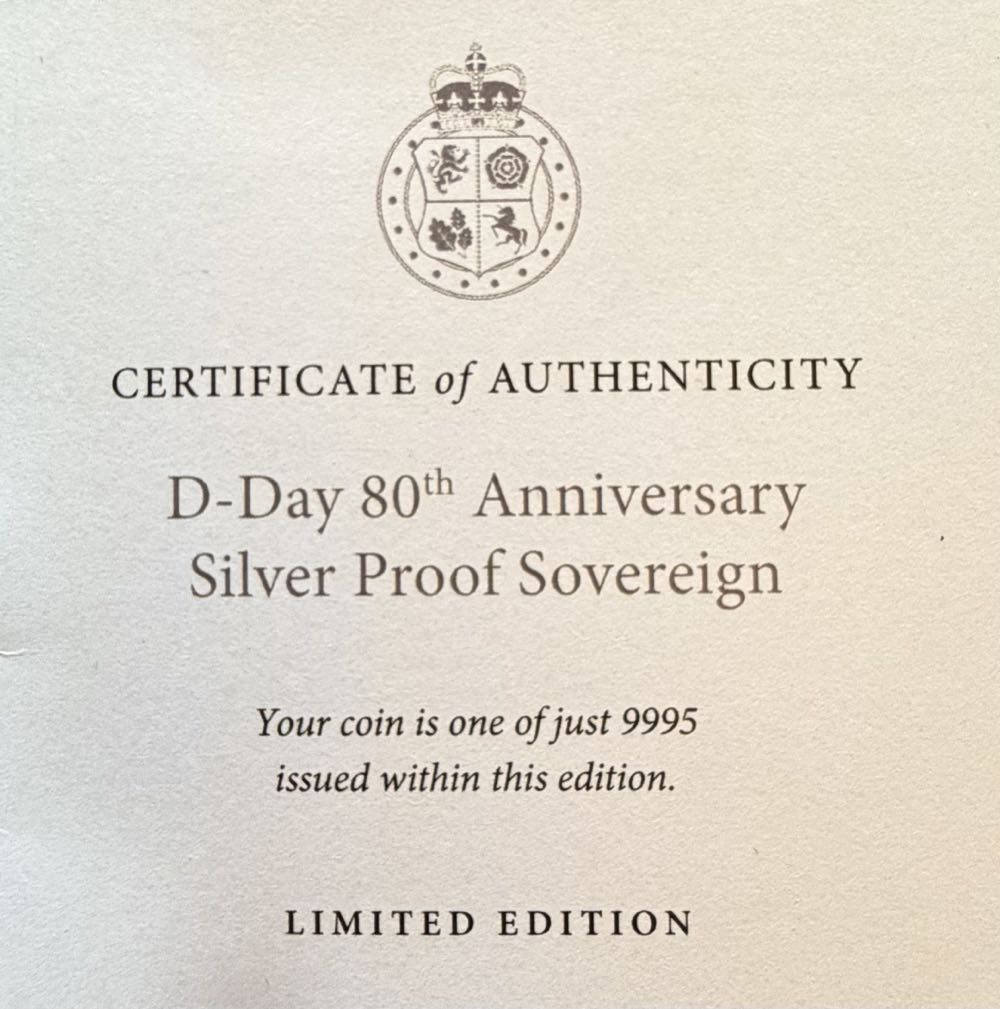 CERTIFICATE of AUTHENTICITY
D-Day 80th Anniversary
Silver Proof Sovereign
Your coin is one of just 9995
issued within this edition.
LIMITED EDITION